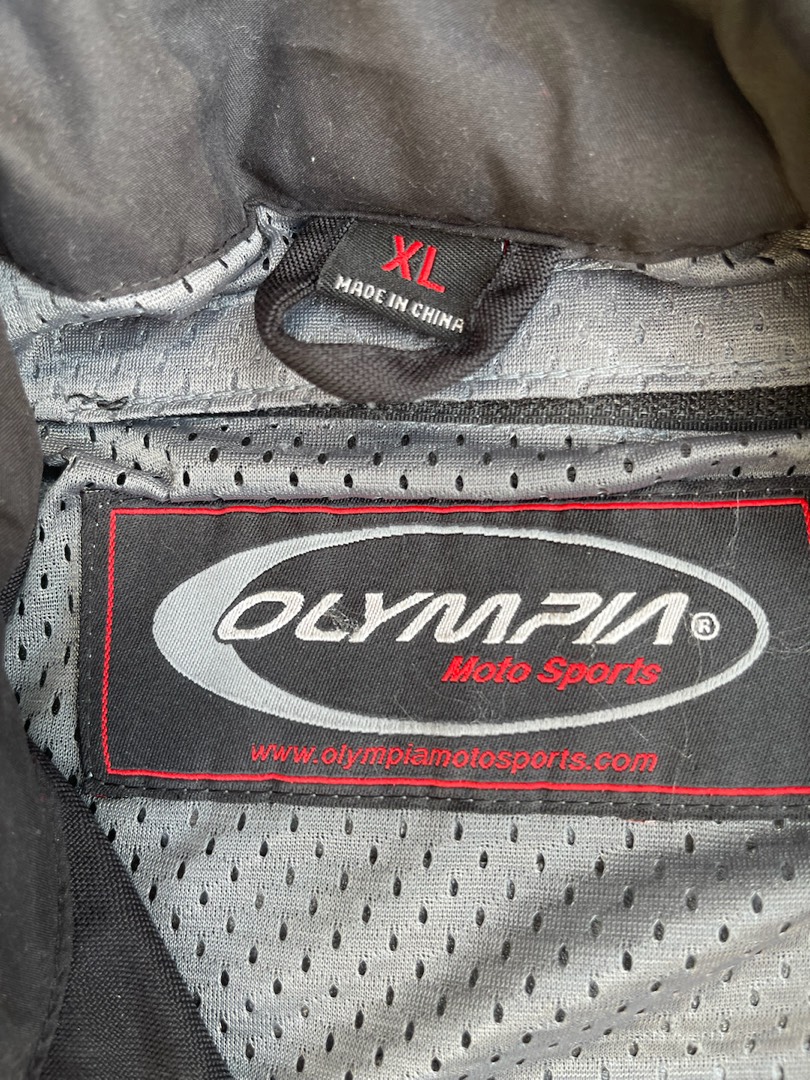 XL
MADE IN CHINA
OLYMPIA®
Moto Sports
www.olympiamotosports.com